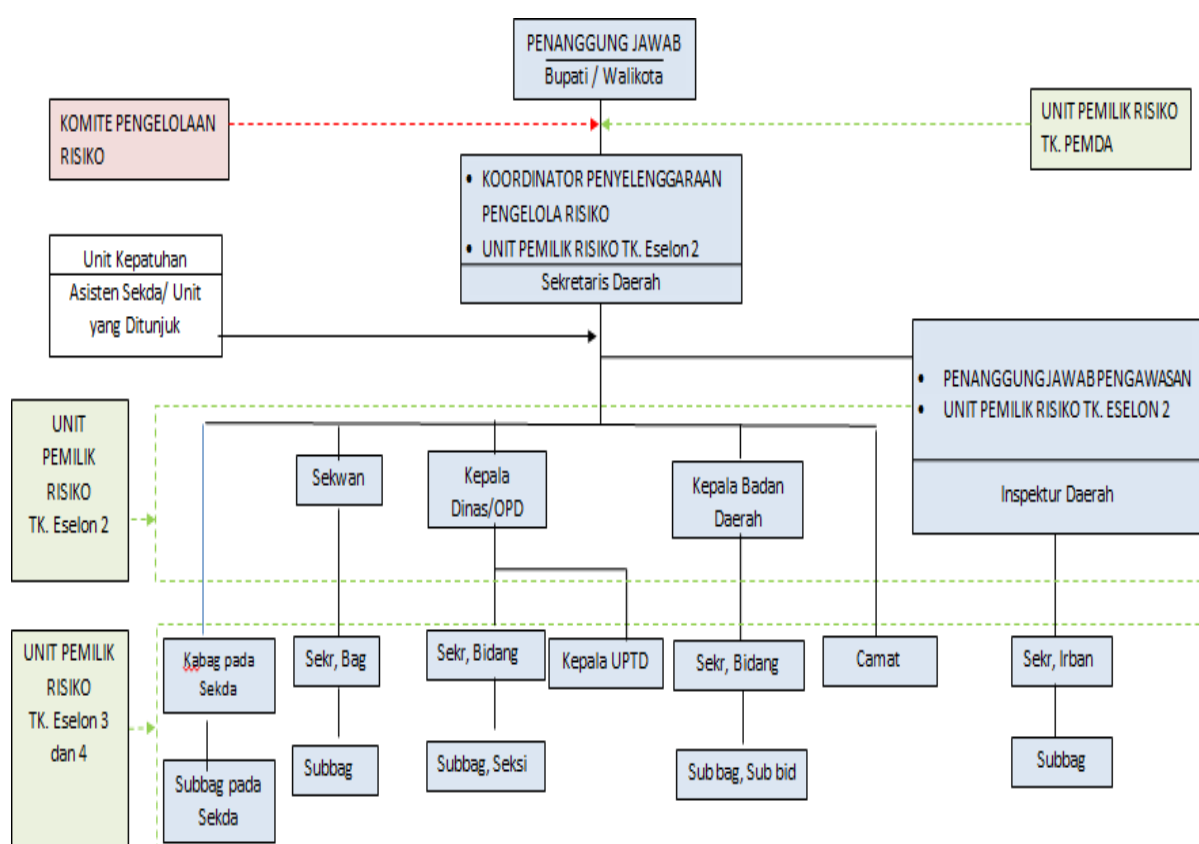 PENANGGUNG JAWAB
Bupati / Walikota
KOMITE PENGELOLAAN
RISIKO
UNIT PEMILIK RISIKO
TK. PEMDA
• KOORDINATOR PENYELENGGARAAN
PENGELOLA RISIKO
• UNIT PEMILIK RISIKO TK. Eselon 2
Sekretaris Daerah
Unit Kepatuhan
Asisten Sekda/ Unit
yang Ditunjuk
• PENANGGUNG JAWAB PENGAWASAN
• UNIT PEMILIK RISIKO TK. ESELON 2
Inspektur Daerah
UNIT
PEMILIK
RISIKO
TK. Eselon 2
Sekwan
Kepala
Dinas/OPD
Kepala Badan
Daerah
UNIT PEMILIK
RISIKO
TK. Eselon 3
dan 4
Kabag pada
Sekda
Sekr, Bag
Sekr, Bidang
Kepala UPTD
Sekr, Bidang
Camat
Sekr, Irban
Subbag pada
Sekda
Subbag
Subbag, Seksi
Sub bag, Sub bid
Subbag